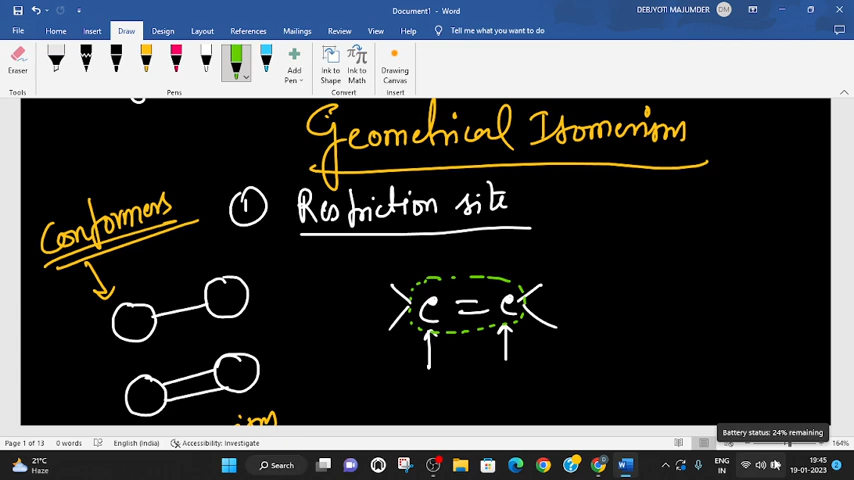 Document1 - Word
DEBJYOTI MAJUMDER
DM
File
Home
Insert
Draw
Design
Layout
References
Mailings
Review
View
Help
Tell me what you want to do
Eraser
Add
Pen
Ink to
Shape
Ink to
Math
Drawing
Canvas
Tools
Pens
Convert
Insert
Geometrical Isomerism
Conformers
1 Restriction site
C = C
Battery status: 24% remaining
Page 1 of 13
0 words
English (India)
Accessibility: Investigate
164%
21°C
Haze
Search
ENG
IN
19:45
19-01-2023
2